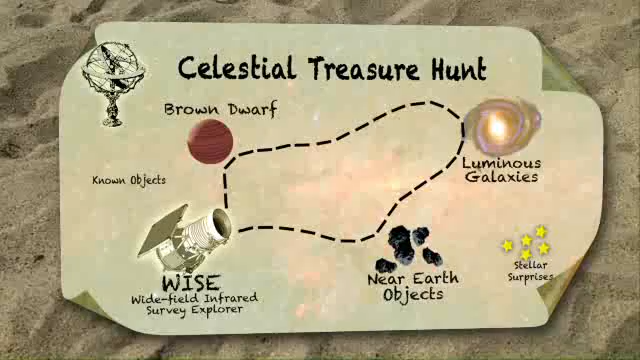 Celestial Treasure Hunt
Brown Dwarf
Luminous
Galaxies
Known Objects
WISE
Wide-field Infrared
Survey Explorer
Near Earth
Objects
Stellar
Surprises